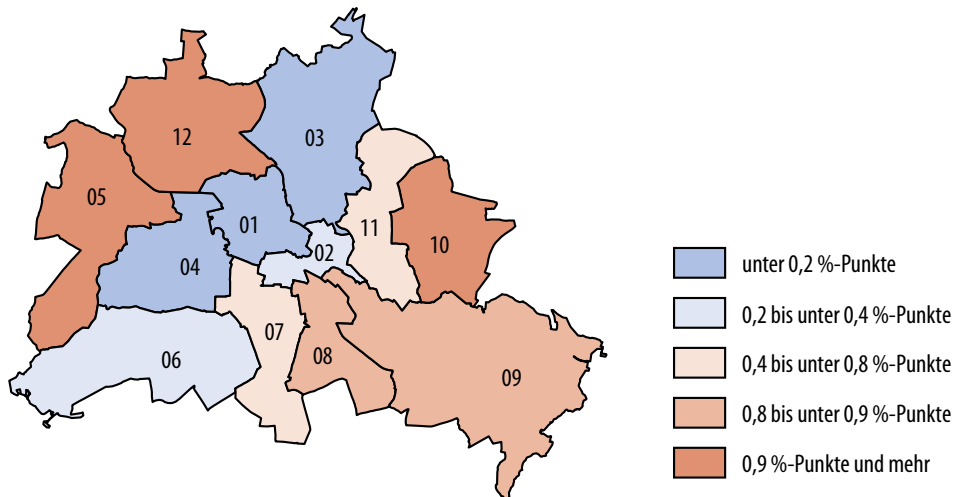 12
03
05
01
11
02
10
04
07
06
08
09
unter 0,2 %-Punkte
0,2 bis unter 0,4 %-Punkte
0,4 bis unter 0,8 %-Punkte
0,8 bis unter 0,9 %-Punkte
0,9 %-Punkte und mehr